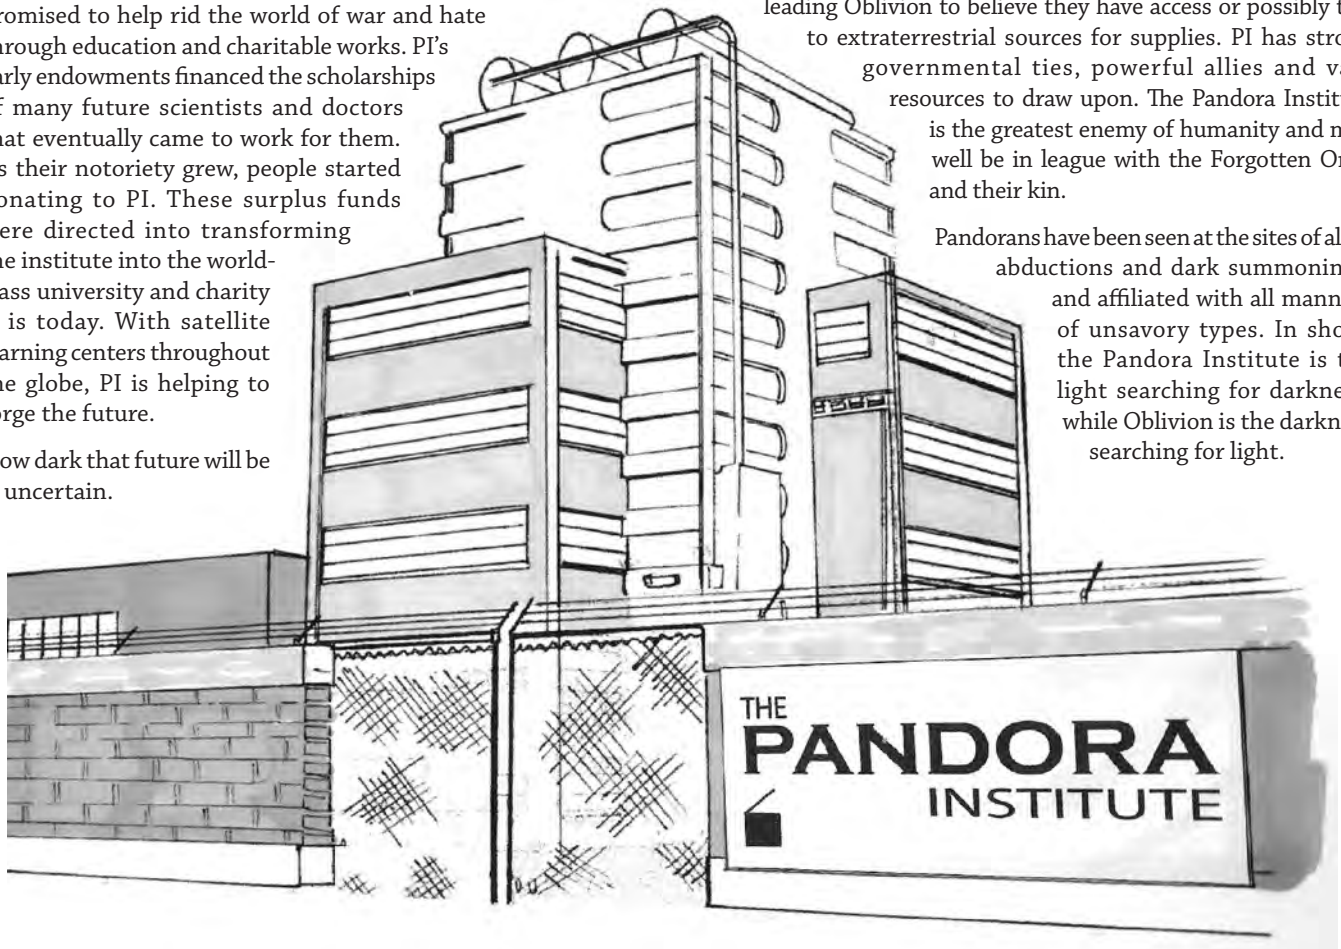 romised to help rid the world of war and hate
hrough education and charitable works. PI’s
arly endowments financed the scholarships
f many future scientists and doctors
hat eventually came to work for them.
s their notoriety grew, people started
onating to PI. These surplus funds
ere directed into transforming
he institute into the world-
ass university and charity
is today. With satellite
arning centers throughout
he globe, PI is helping to
orge the future.
ow dark that future will be
uncertain.
leading Oblivion to believe they have access or possibly t
to extraterrestrial sources for supplies. PI has stro
governmental ties, powerful allies and va
resources to draw upon. The Pandora Institu
is the greatest enemy of humanity and m
well be in league with the Forgotten On
and their kin.
Pandorans have been seen at the sites of al
abductions and dark summonin
and affiliated with all mann
of unsavory types. In sho
the Pandora Institute is t
light searching for darkne
while Oblivion is the darkn
searching for light.
THE
PANDORA
INSTITUTE